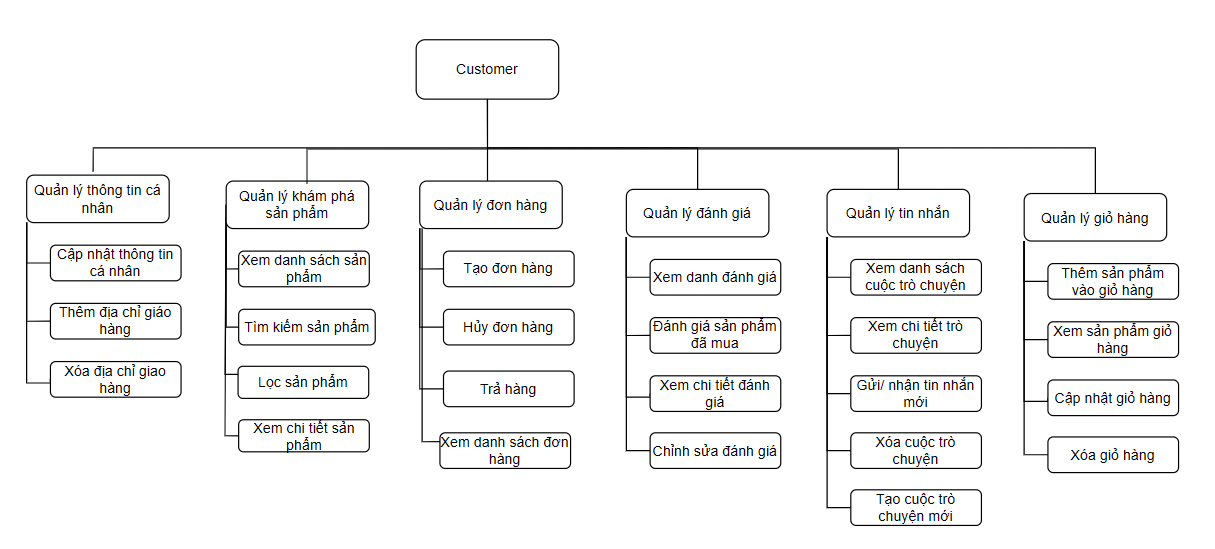 Customer
Quản lý thông tin cá
nhân
Cập nhật thông tin
cá nhân
Thêm địa chỉ giáo
hàng
Xóa địa chỉ giao
hàng
Quản lý khám phá
sản phẩm
Xem danh sách sản
phẩm
Tìm kiếm sản phẩm
Lọc sản phẩm
Xem chi tiết sản
phẩm
Quản lý đơn hàng
Tạo đơn hàng
Hủy đơn hàng
Trả hàng
Xem danh sách đơn
hàng
Quản lý đánh giá
Xem danh đánh giá
Đánh giá sản phẩm
đã mua
Xem chi tiết đánh
giá
Chỉnh sửa đánh giá
Quản lý tin nhắn
Xem danh sách
cuộc trò chuyện
Xem chi tiết trò
chuyện
Gửi/ nhận tin nhắn
mới
Xóa cuộc trò
chuyện
Tạo cuộc trò
chuyện mới
Quản lý giỏ hàng
Thêm sản phẩm
vào giỏ hàng
Xem sản phẩm giỏ
hàng
Cập nhật giỏ hàng
Xóa giỏ hàng